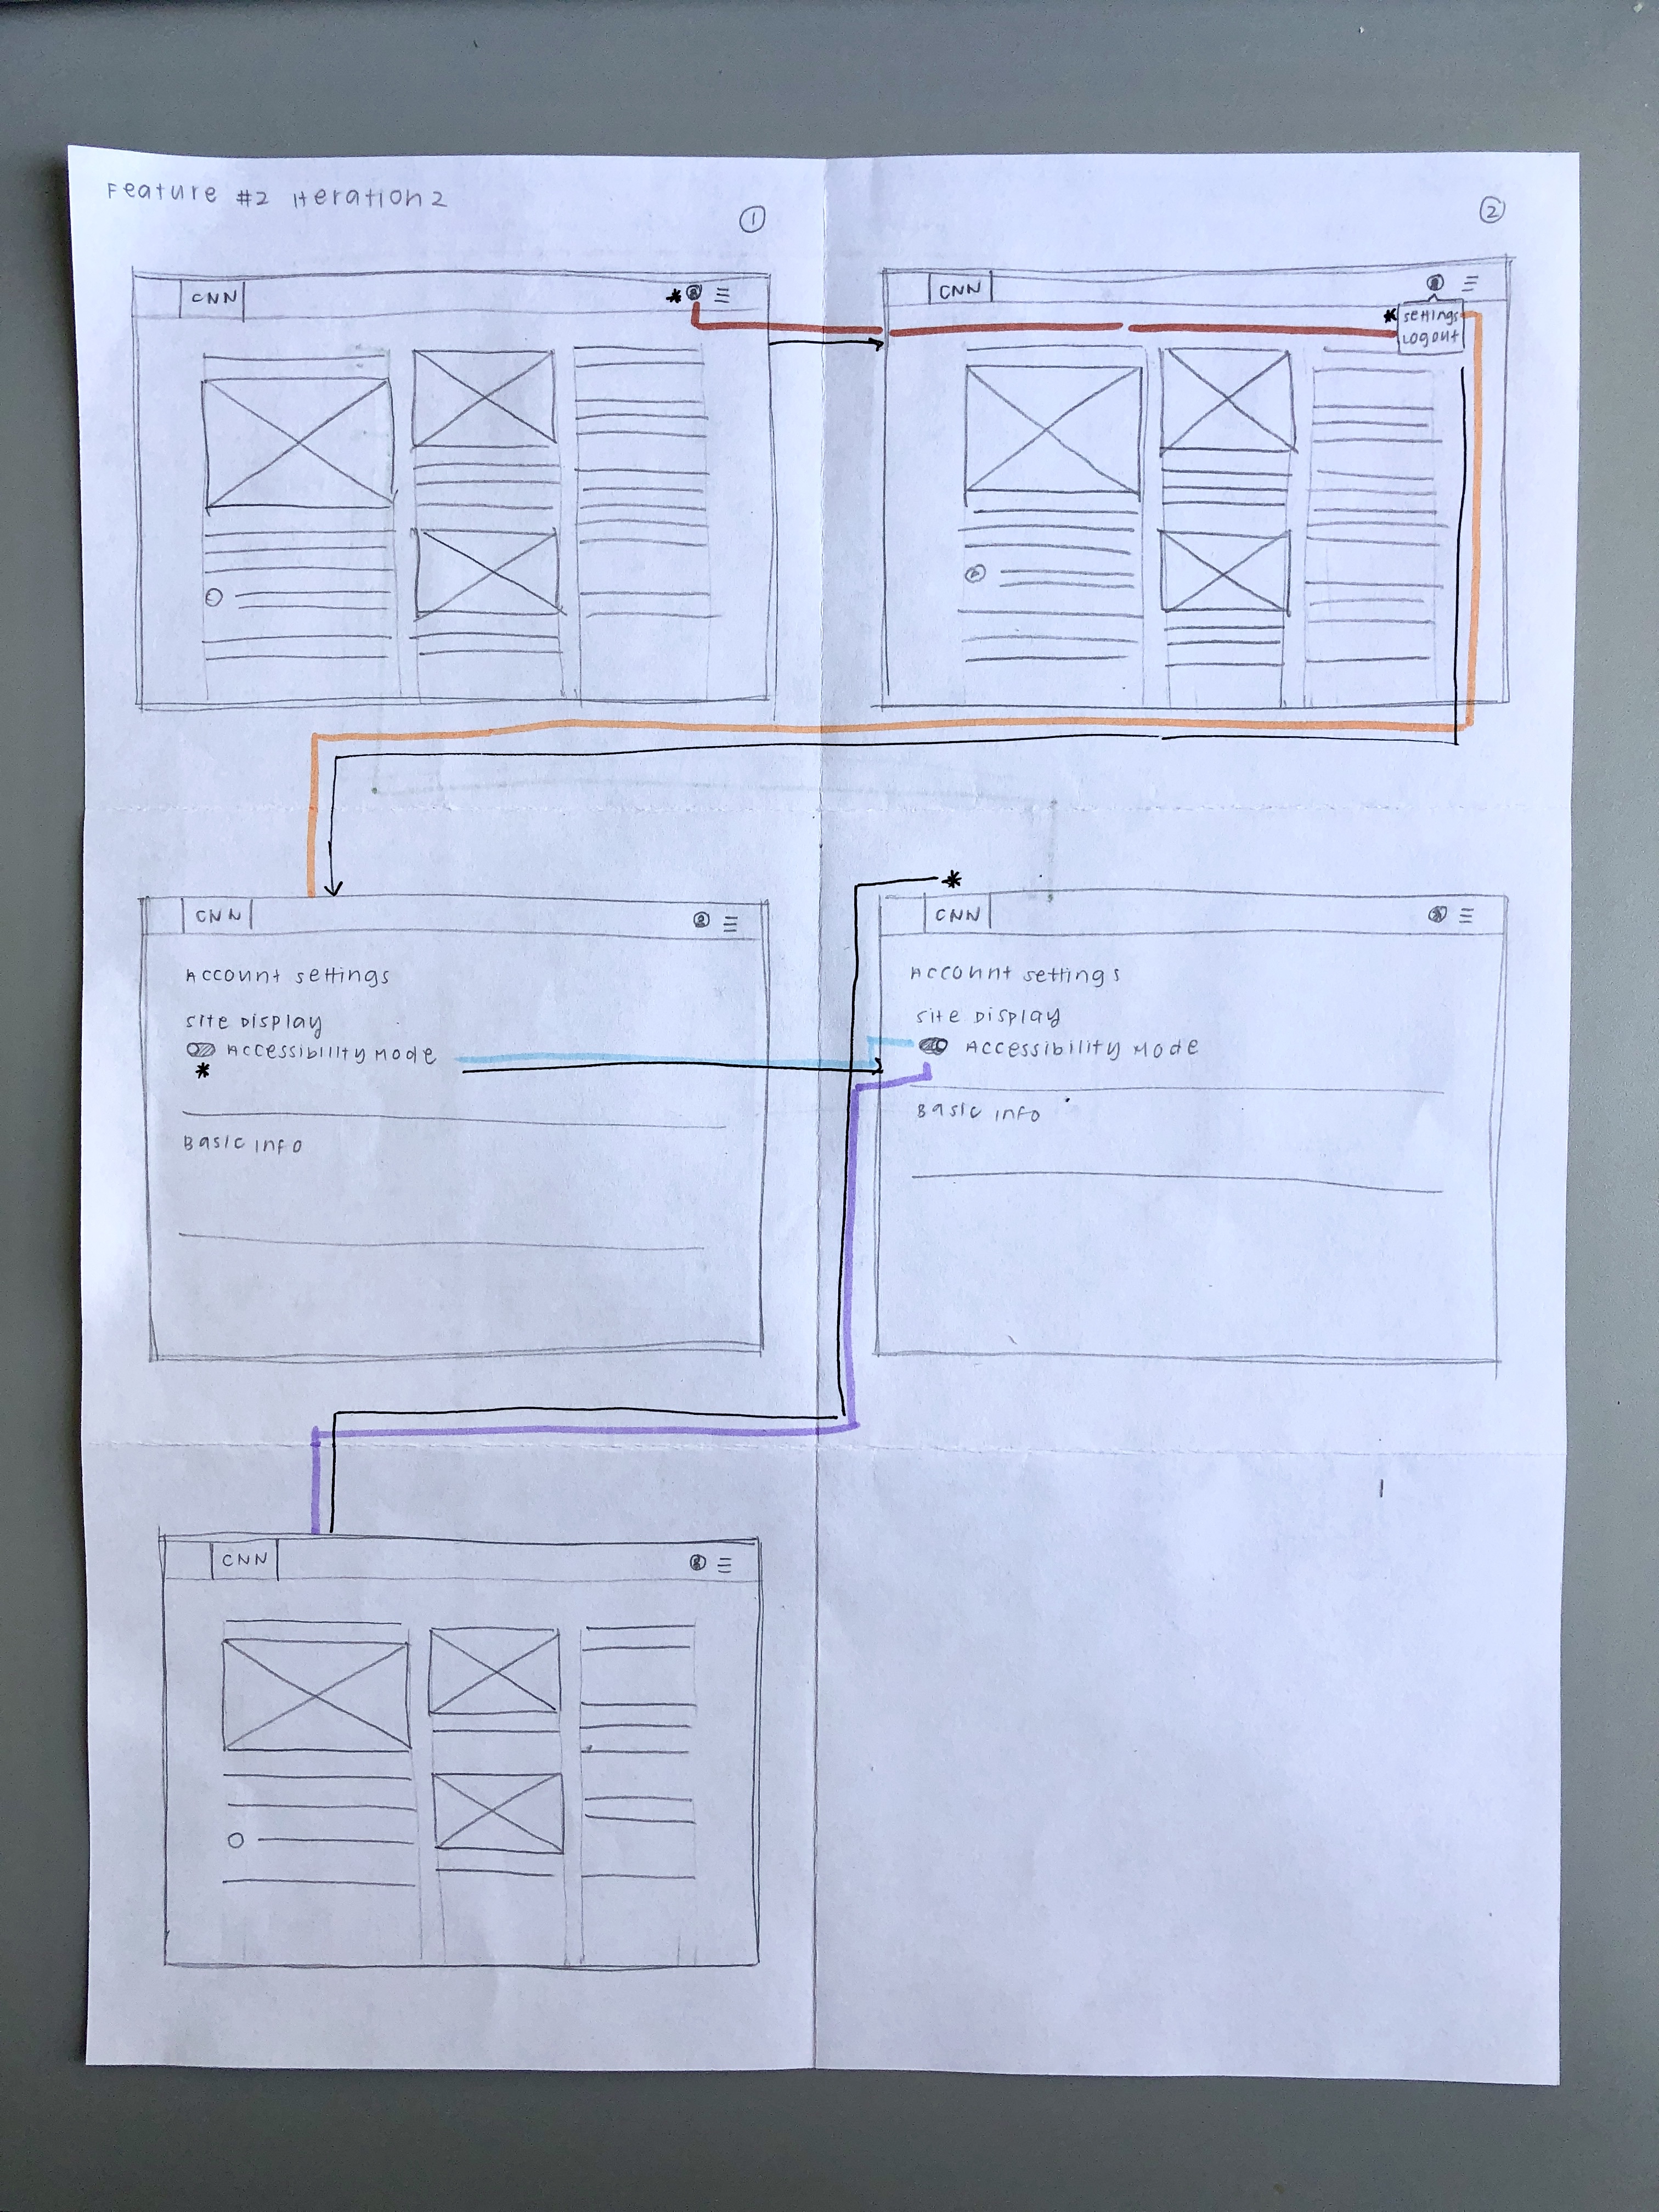 Feature #2 Iteration 2
1
2
CNN
*
CNN
* Settings
Logout
CNN
Account Settings
Site Display
Accessibility Mode
*
Basic Info
*
CNN
Account Settings
Site Display
Accessibility Mode
Basic Info
CNN